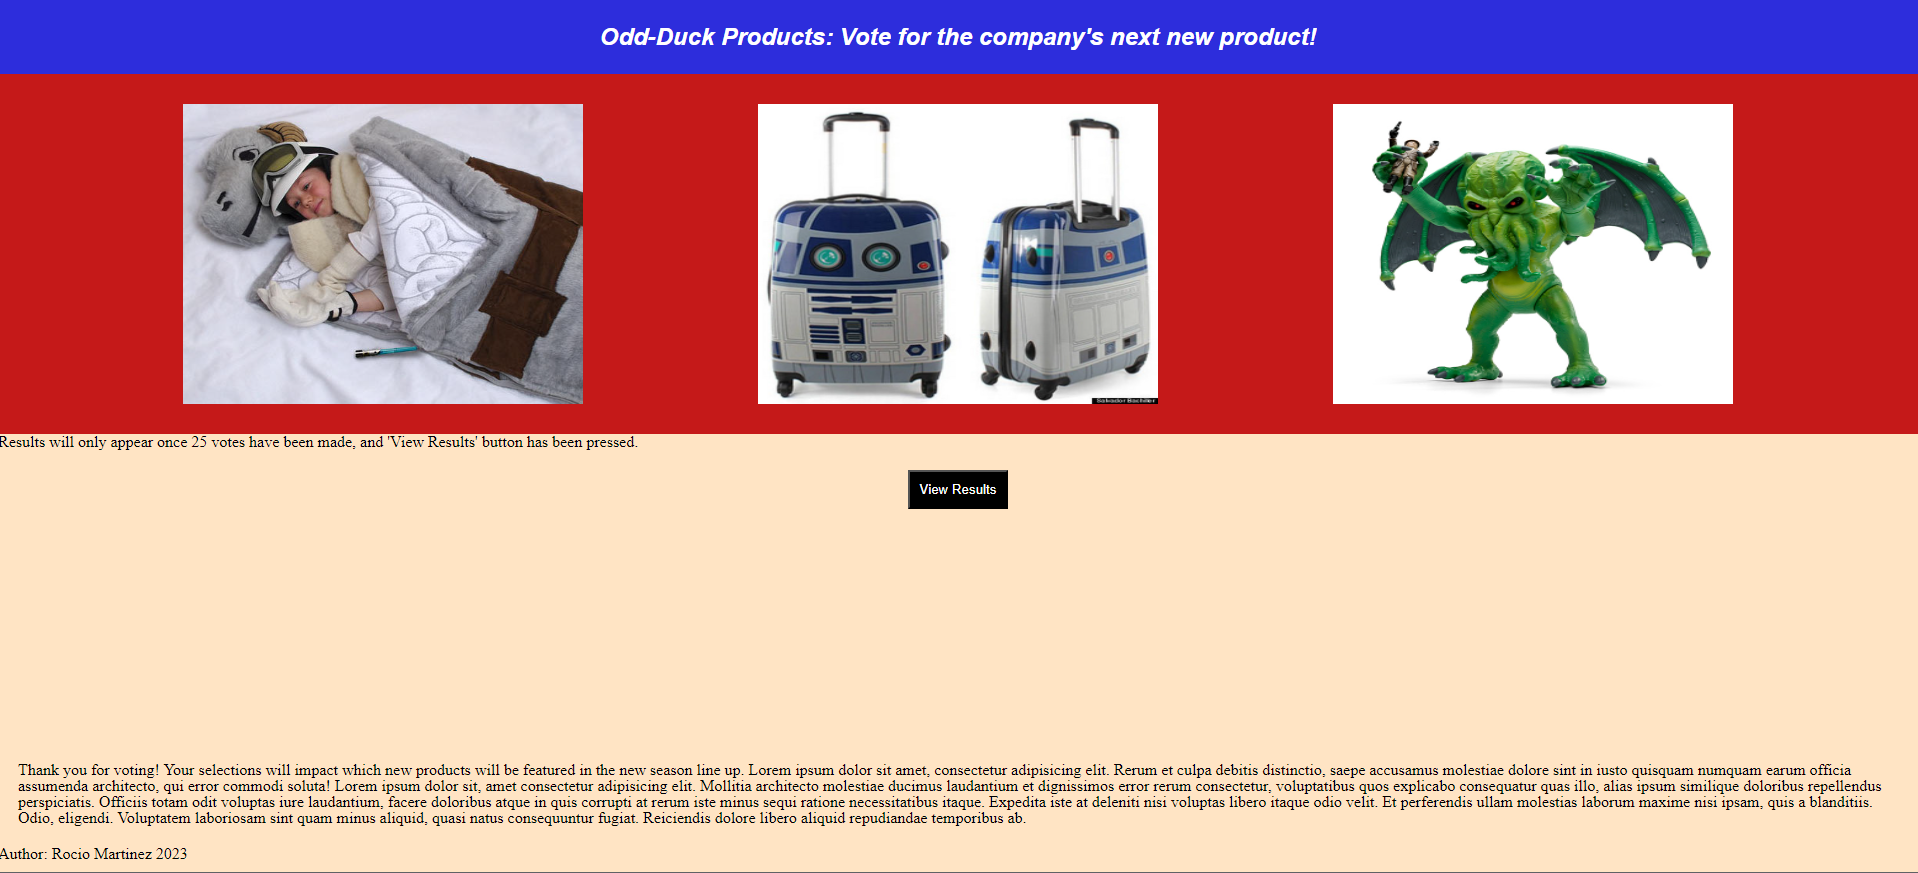 Odd-Duck Products: Vote for the company's next new product!
Salvador Bachiller
Results will only appear once 25 votes have been made, and 'View Results' button has been pressed.
View Results
Thank you for voting! Your selections will impact which new products will be featured in the new season line up. Lorem ipsum dolor sit amet, consectetur adipisicing elit. Rerum et culpa debitis distinctio, saepe accusamus molestiae dolore sint in iusto quisquam numquam earum officia
assumenda architecto, qui error commodi soluta! Lorem ipsum dolor sit, amet consectetur adipisicing elit. Mollitia architecto molestiae ducimus laudantium et dignissimos error rerum consectetur, voluptatibus quos explicabo consequatur quas illo, alias ipsum similique doloribus repellendus
perspiciatis. Officiis totam odit voluptas iure laudantium, facere doloribus atque in quis corrupti at rerum iste minus sequi ratione necessitatibus itaque. Expedita iste at deleniti nisi voluptas libero itaque odio velit. Et perferendis ullam molestias laborum maxime nisi ipsam, quis a blanditiis.
Odio, eligendi. Voluptatem laboriosam sint quam minus aliquid, quasi natus consequuntur fugiat. Reiciendis dolore libero aliquid repudiandae temporibus ab.
Author: Rocio Martinez 2023